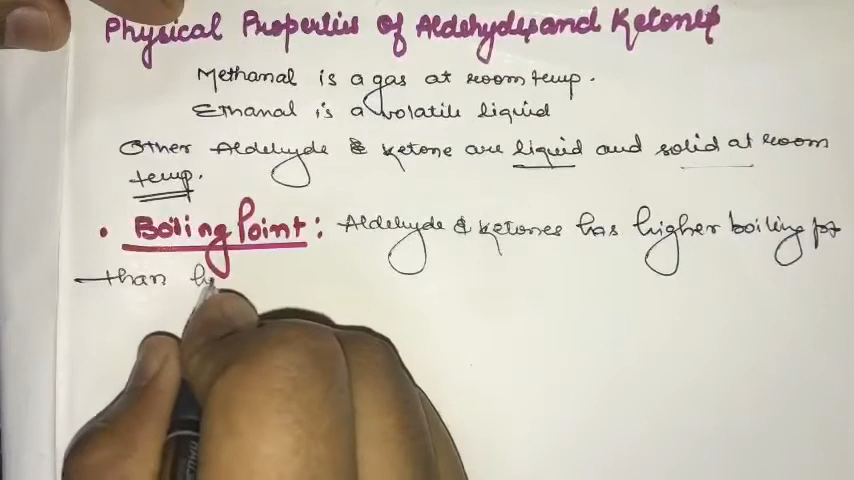 Physical Properties of Aldehydes and Ketones
Methanal is a gas at room temp.
Ethanal is a volatile liquid
Other Aldehyde & Ketone are liquid and solid at room
temp.
• Boiling Point: Aldehyde & Ketones has higher boiling pt
than